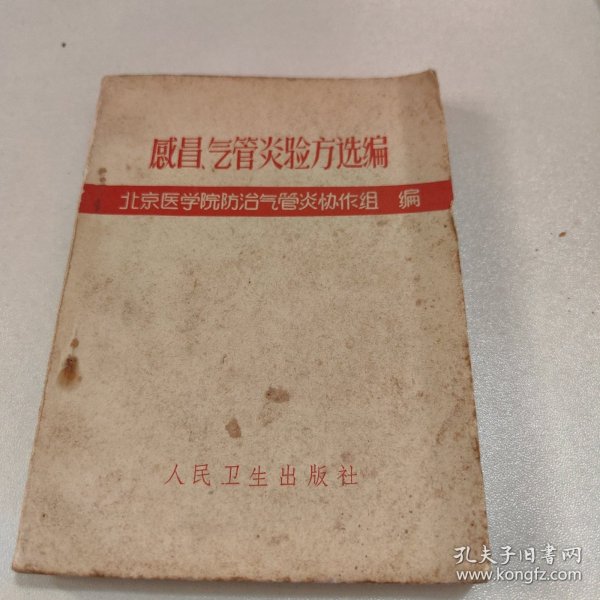 感冒、气管炎验方选编
北京医学院防治气管炎协作组 编
人民卫生出版社
孔夫子旧书网
www.kongfz.com